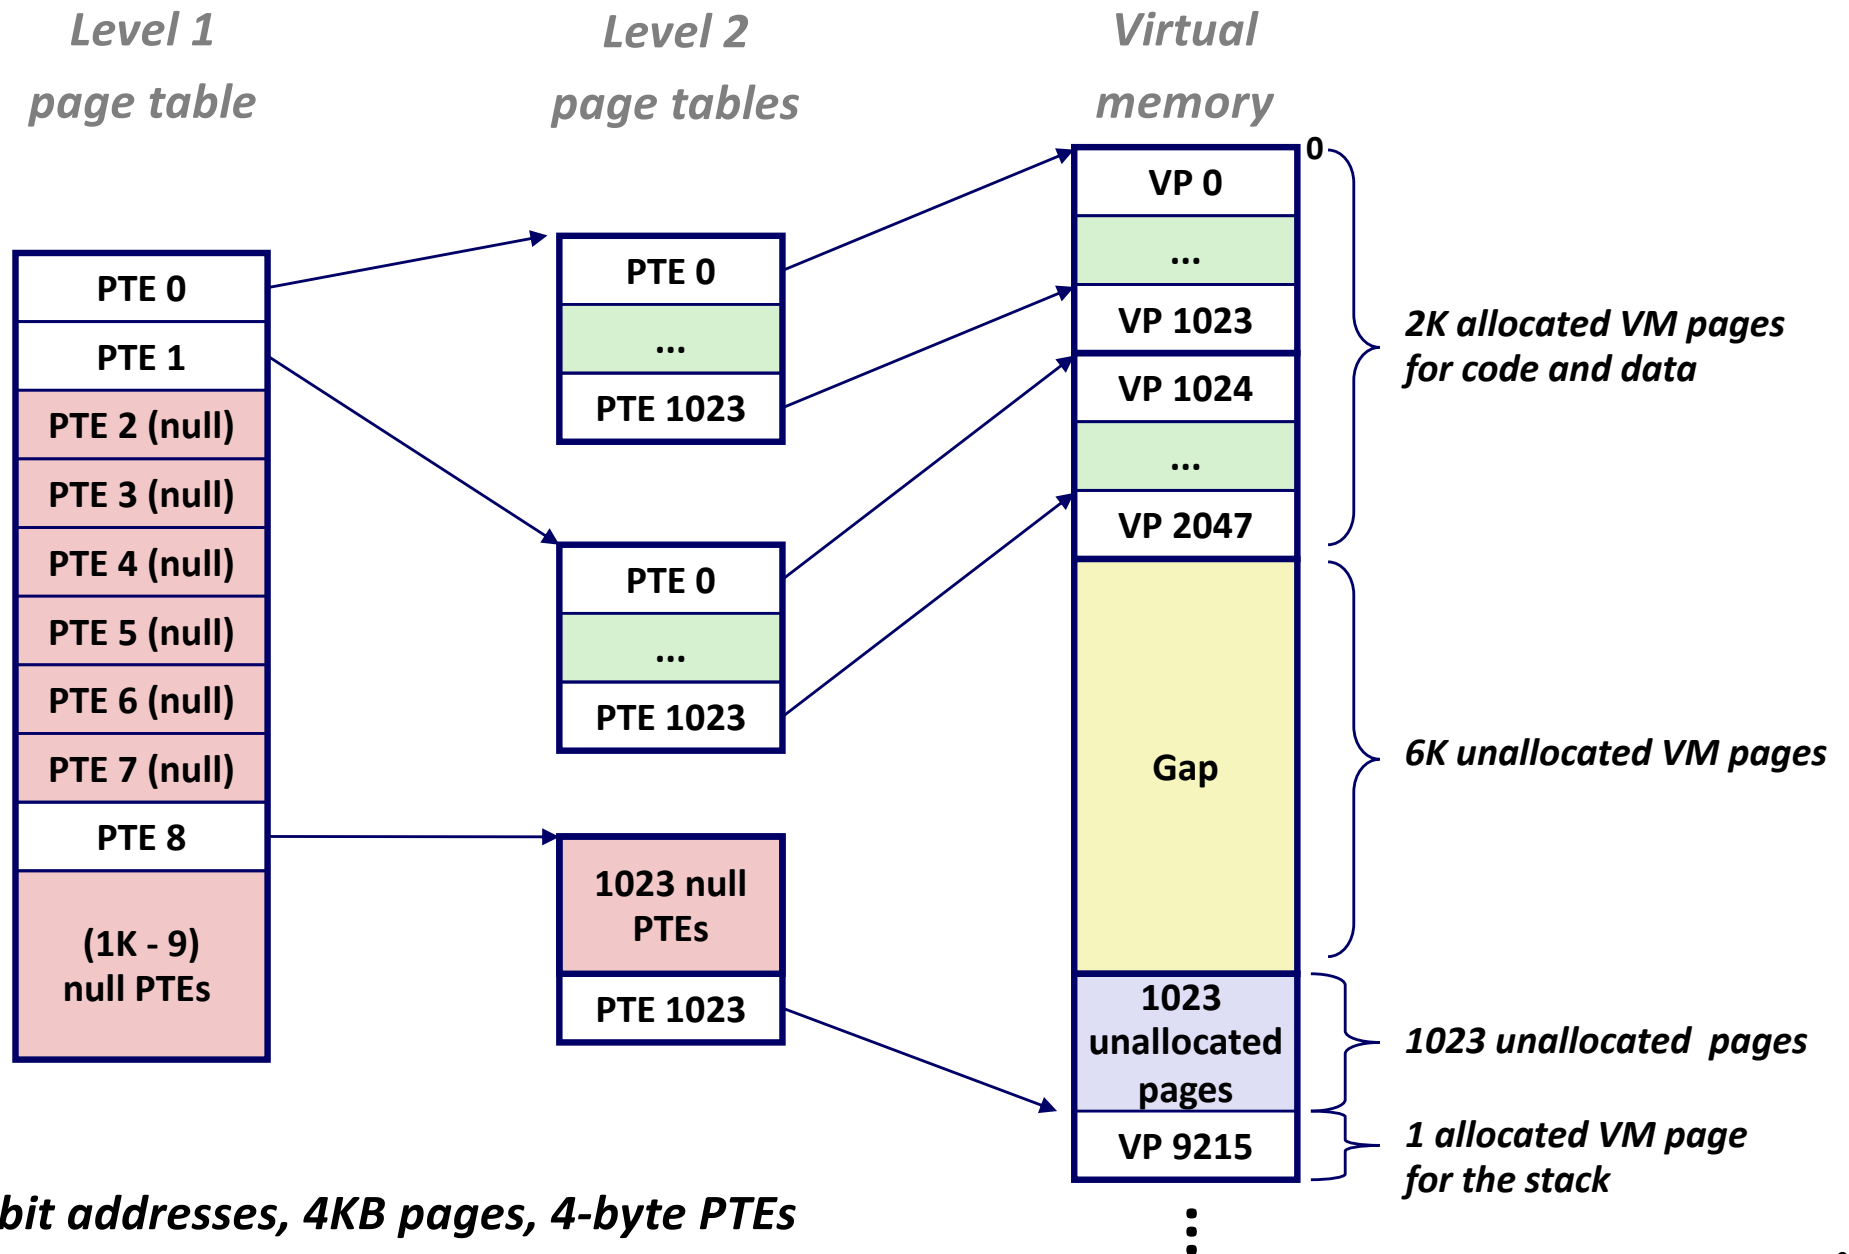 Level 1
page table
Level 2
page tables
Virtual
memory
PTE 0
PTE 1
PTE 2 (null)
PTE 3 (null)
PTE 4 (null)
PTE 5 (null)
PTE 6 (null)
PTE 7 (null)
PTE 8
(1K - 9)
null PTEs
PTE 0
...
PTE 1023
PTE 0
...
PTE 1023
1023 null
PTEs
PTE 1023
0
VP 0
...
VP 1023
VP 1024
...
VP 2047
Gap
1023
unallocated
pages
VP 9215
2K allocated VM pages
for code and data
6K unallocated VM pages
1023 unallocated pages
1 allocated VM page
for the stack
bit addresses, 4KB pages, 4-byte PTEs